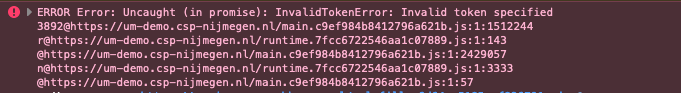 ERROR Error: Uncaught (in promise): InvalidTokenError: Invalid token specified
3892@https://um-demo.csp-nijmegen.nl/main.c9ef984b8412796a621b.js:1:1512244
r@https://um-demo.csp-nijmegen.nl/runtime.7fcc6722546aa1c07889.js:1:143
@https://um-demo.csp-nijmegen.nl/main.c9ef984b8412796a621b.js:1:2429057
n@https://um-demo.csp-nijmegen.nl/runtime.7fcc6722546aa1c07889.js:1:3333
@https://um-demo.csp-nijmegen.nl/main.c9ef984b8412796a621b.js:1:57